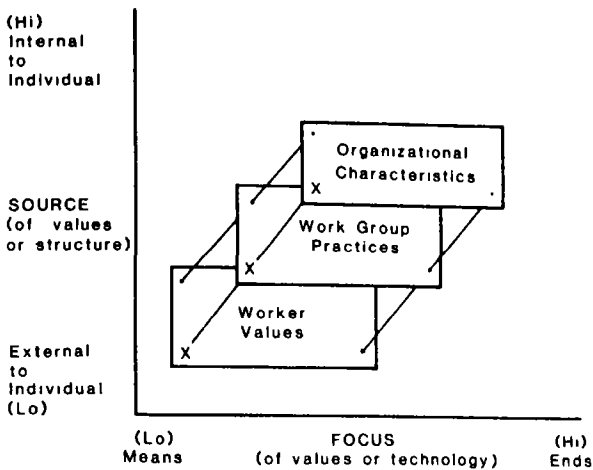 (Hi)
Internal
to
Individual
Organizational
Characteristics
X
SOURCE
(of values
or structure)
Work Group
Practices
X
Worker
Values
X
External
to
Individual
(Lo)
(Lo)
Means
FOCUS
(of values or technology)
(Hi)
Ends